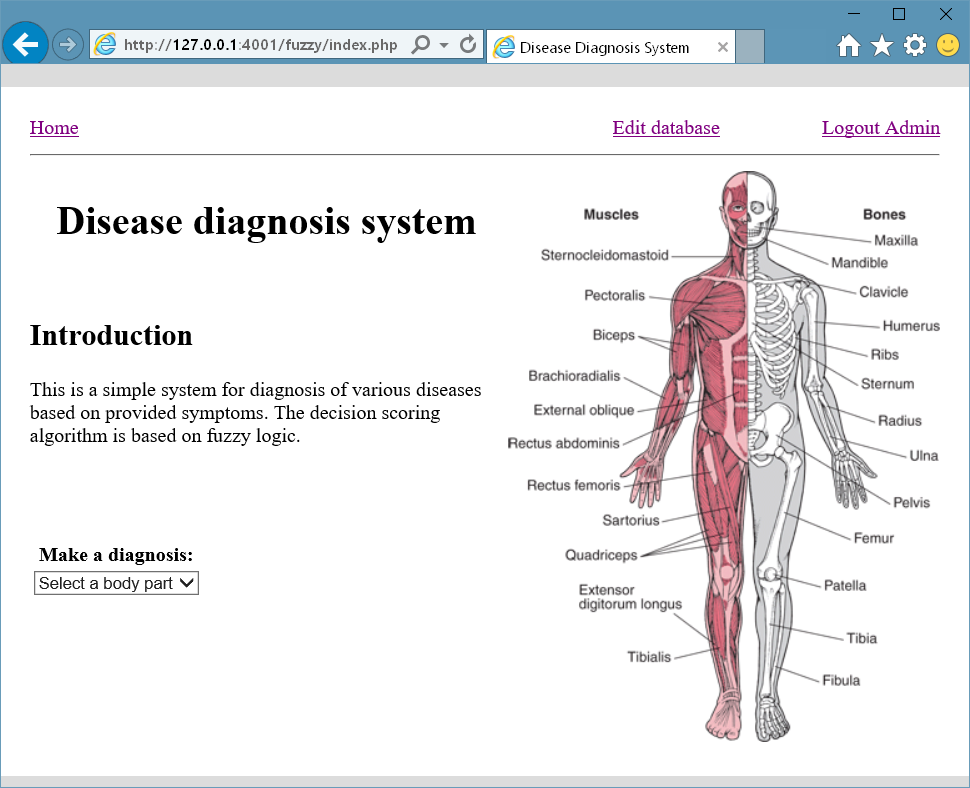 http://127.0.0.1:4001/fuzzy/index.php
Disease Diagnosis System
Home
Edit database
Logout Admin
Disease diagnosis system
Introduction
This is a simple system for diagnosis of various diseases
based on provided symptoms. The decision scoring
algorithm is based on fuzzy logic.
Make a diagnosis:
Select a body part
Muscles
Sternocleidomastoid
Pectoralis
Biceps
Brachioradialis
External oblique
Rectus abdominis
Rectus femoris
Sartorius
Quadriceps
Extensor
digitorum longus
Tibialis
Bones
Maxilla
Mandible
Clavicle
Humerus
Ribs
Sternum
Radius
Ulna
Pelvis
Femur
Patella
Tibia
Fibula